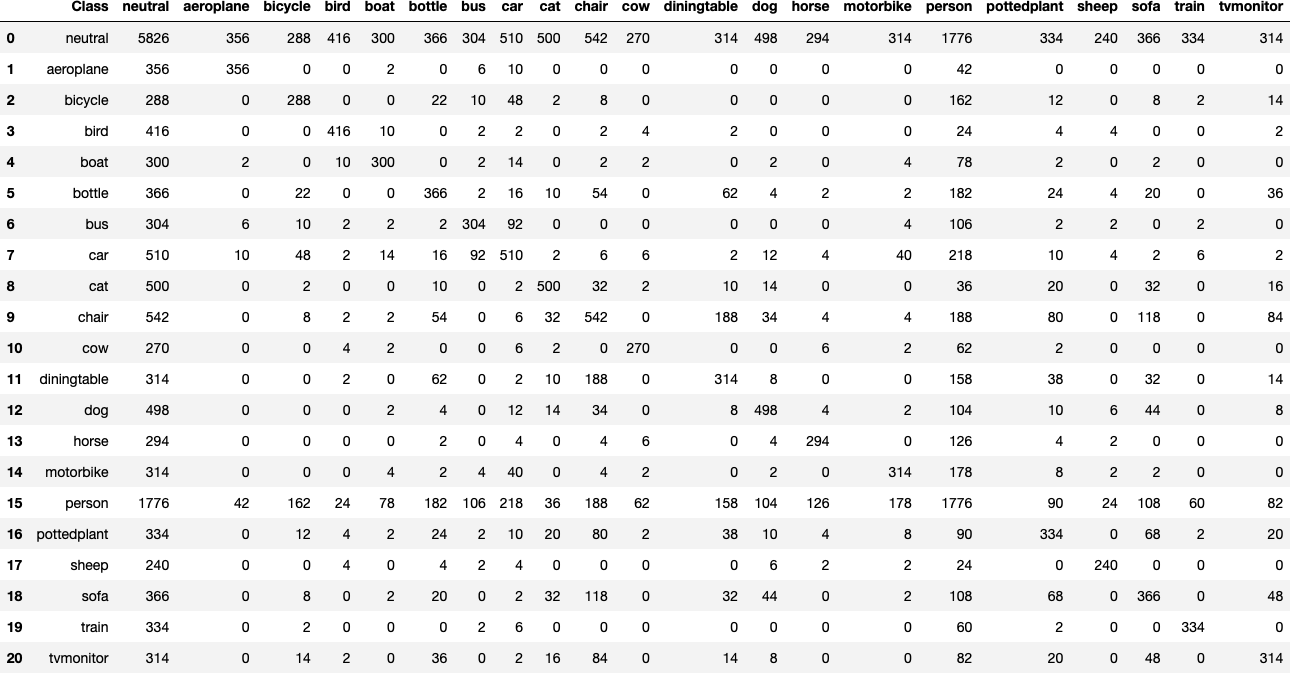 Class neutral aeroplane bicycle bird boat bottle bus car cat chair cow diningtable dog horse motorbike person pottedplant sheep sofa train tvmonitor
0 neutral 5826 356 288 416 300 366 304 510 500 542 270 314 498 294 314 1776 334 240 366 334 314
1 aeroplane 356 356 0 0 2 0 6 10 0 0 0 0 0 0 0 42 0 0 0 0 0
2 bicycle 288 0 288 0 0 22 10 48 2 8 0 0 0 0 0 162 12 0 8 2 14
3 bird 416 0 0 416 10 0 2 2 0 2 4 2 0 0 0 24 4 4 0 0 2
4 boat 300 2 0 10 300 0 2 14 0 2 2 0 2 0 4 78 2 0 2 0 0
5 bottle 366 0 22 0 0 366 2 16 10 54 0 62 4 2 2 182 24 4 20 0 36
6 bus 304 6 10 2 2 2 304 92 0 0 0 0 0 0 4 106 2 2 0 2 0
7 car 510 10 48 2 14 16 92 510 2 6 6 2 12 4 40 218 10 4 2 6 2
8 cat 500 0 2 0 0 10 0 2 500 32 2 10 14 0 0 36 20 0 32 0 16
9 chair 542 0 8 2 2 54 0 6 32 542 0 188 34 4 4 188 80 0 118 0 84
10 cow 270 0 0 4 2 0 0 6 2 0 270 0 0 6 2 62 2 0 0 0 0
11 diningtable 314 0 0 2 0 62 0 2 10 188 0 314 8 0 0 158 38 0 32 0 14
12 dog 498 0 0 0 2 4 0 12 14 34 0 8 498 4 2 104 10 6 44 0 8
13 horse 294 0 0 0 0 2 0 4 0 4 6 0 4 294 0 126 4 2 0 0 0
14 motorbike 314 0 0 0 4 2 4 40 0 4 2 0 2 0 314 178 8 2 2 0 0
15 person 1776 42 162 24 78 182 106 218 36 188 62 158 104 126 178 1776 90 24 108 60 82
16 pottedplant 334 0 12 4 2 24 2 10 20 80 2 38 10 4 8 90 334 0 68 2 20
17 sheep 240 0 0 4 0 4 2 4 0 0 0 0 6 2 2 24 0 240 0 0 0
18 sofa 366 0 8 0 2 20 0 2 32 118 0 32 44 0 2 108 68 0 366 0 48
19 train 334 0 2 0 0 0 2 6 0 0 0 0 0 0 0 60 2 0 0 334 0
20 tvmonitor 314 0 14 2 0 36 0 2 16 84 0 14 8 0 0 82 20 0 48 0 314